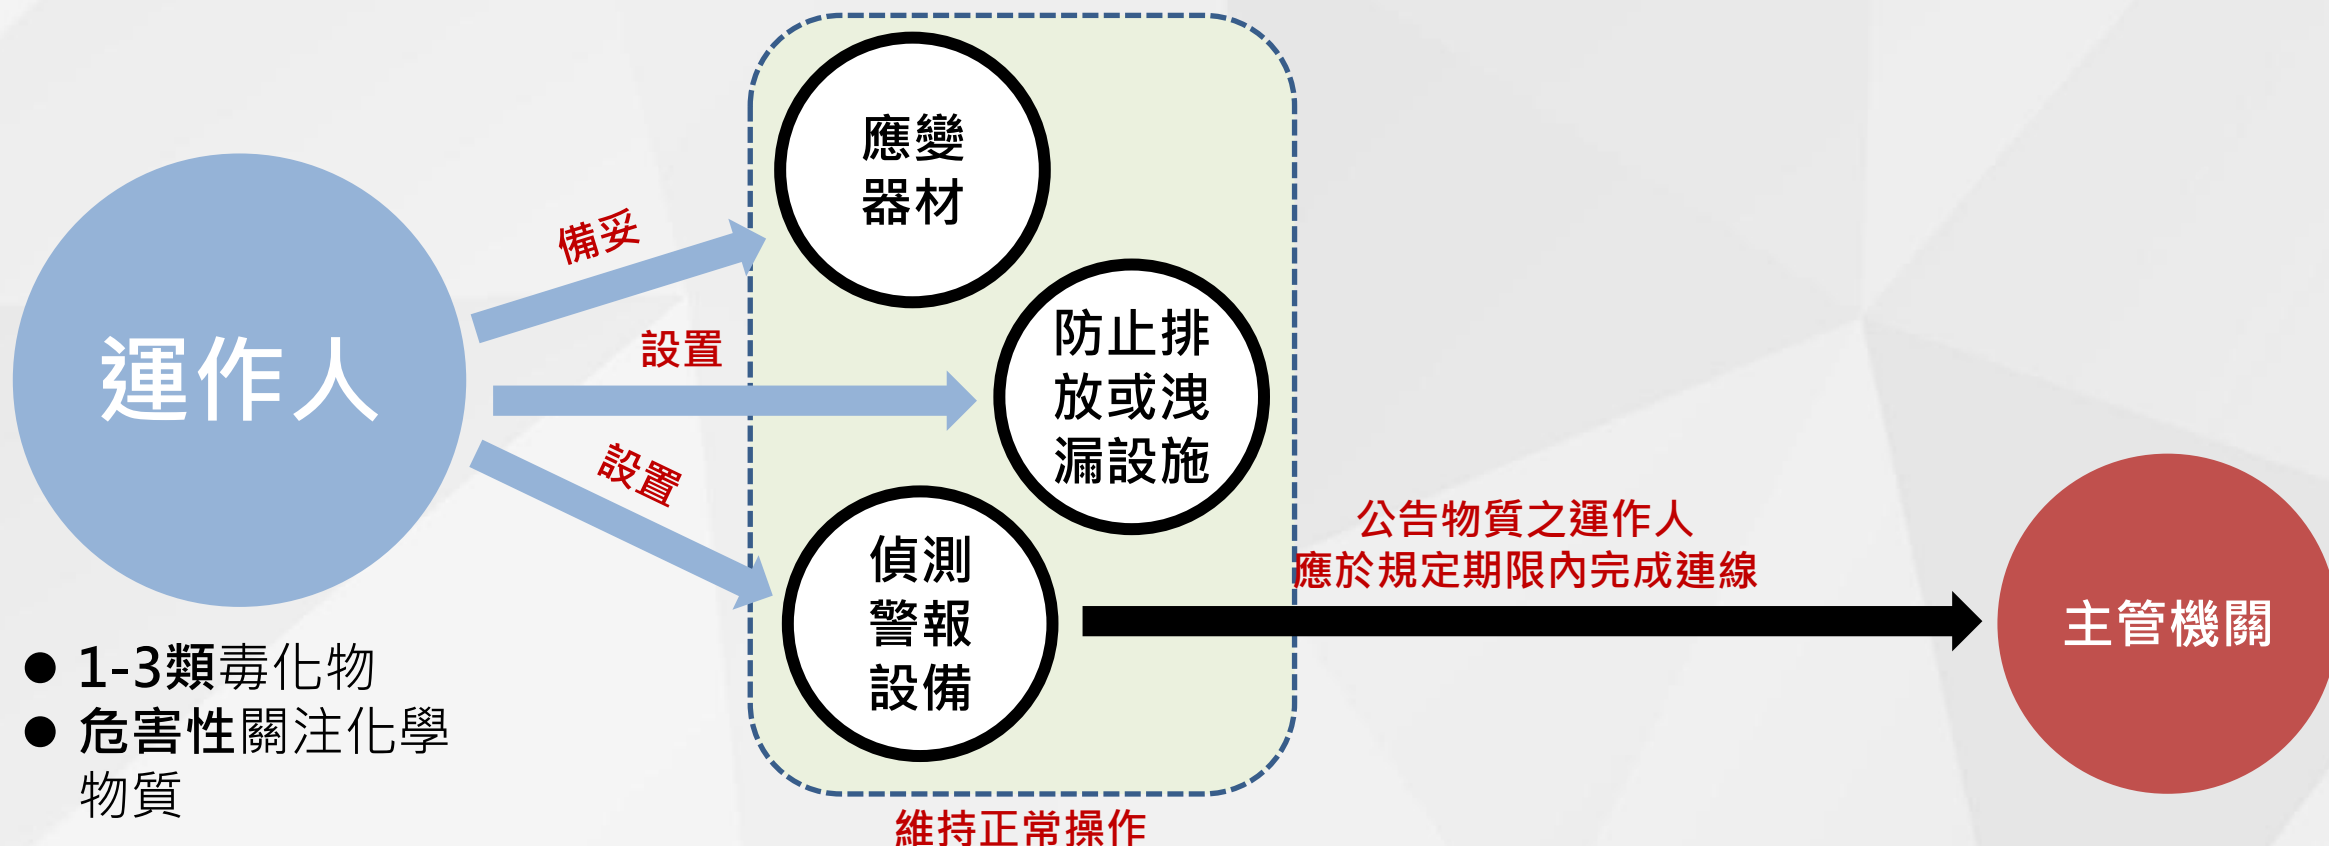 運作人
● 1-3類毒化物
● 危害性關注化學
物質
備妥
設置
設置
應變
器材
防止排
放或洩
漏設施
偵測
警報
設備
維持正常操作
公告物質之運作人
應於規定期限內完成連線
主管機關